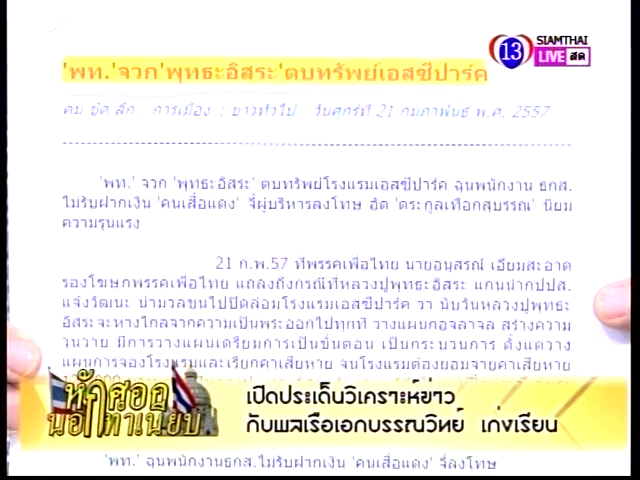 13
SIAMTHAI
LIVE สด
'พท.'จวก'พุทธะอิสระ'ตบทรัพย์เอสซีปาร์ค
คม ชัด ลึก การเมือง : ข่าวทั่วไป วันศุกร์ที่ 21 กุมภาพันธ์ พ.ศ. 2557
'พท.' จวก 'พุทธะอิสระ' ตบทรัพย์โรงแรมเอสซีปาร์ค ฉุนพนักงาน ธกส.
ไม่รับฝากเงิน 'คนเสื่อแดง' จี้ผู้บริหารลงโทษ อัด 'ตระกูลเทือกสุบรรณ' นิยม
ความรุนแรง
21 ก.พ.57 ที่พรรคเพื่อไทย นายอนุสรณ์ เอี่ยมสะอาด
รองโฆษกพรรคเพื่อไทย แถลงถึงกรณีที่หลวงปู่พุทธะอิสระ แกนนำกปปส.
แจ้งวัฒนะ นำมวลชนไปปิดล้อมโรงแรมเอสซีปาร์ค ว่า นับวันหลวงปู่พุทธะ
อิสระจะห่างไกลจากความเป็นพระออกไปทุกที วางแผนก่อจลาจล สร้างความ
วุ่นวาย มีการวางแผนเตรียมการเป็นขั้นตอน เป็นกระบวนการ ตั้งแต่วาง
แผนการจองโรงแรมและเรียกค่าเสียหาย จนโรงแรมต้องยอมจ่ายค่าเสียหาย
หักศอก
นอกทำเนียบ
เปิดประเด็นวิเคราะห์ข่าว
กับพลเรือเอกบรรณวิทย์ เก่งเรียน
'พท.' ฉุนพนักงานธกส.ไม่รับฝากเงิน 'คนเสื้อแดง' จี้ลงโทษ